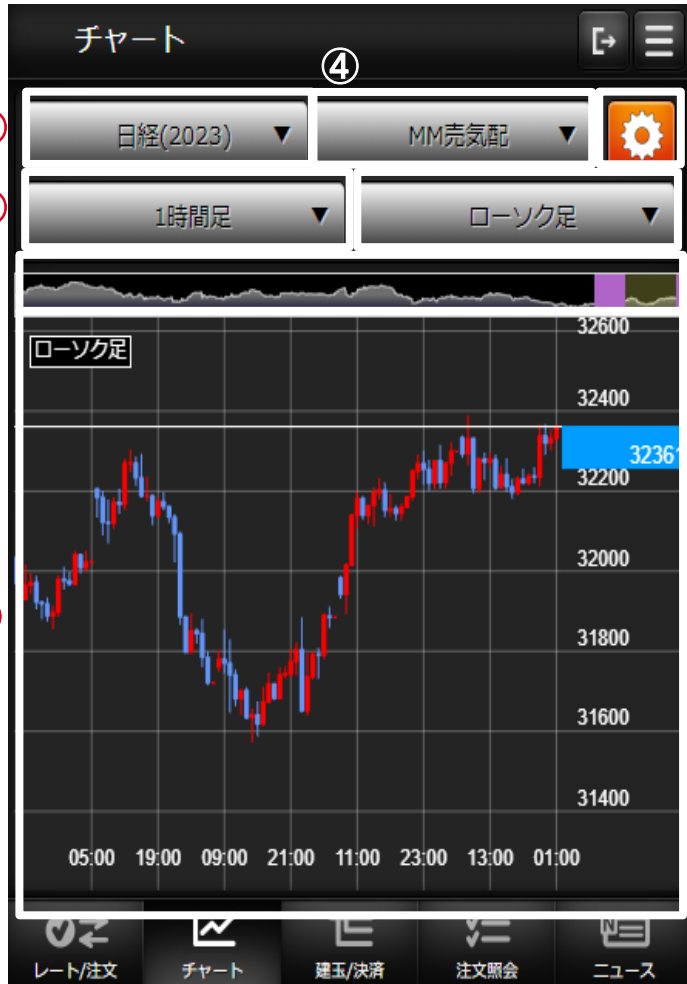 チャート
④
日経(2023) ▼
MM売気配 ▼
1時間足 ▼
ローソク足 ▼
ローソク足
32600
32400
32361
32200
32000
31800
31600
31400
05:00 19:00 09:00 21:00 11:00 23:00 13:00 01:00
レート/注文
チャート
建玉/決済
注文照会
N
ニュース